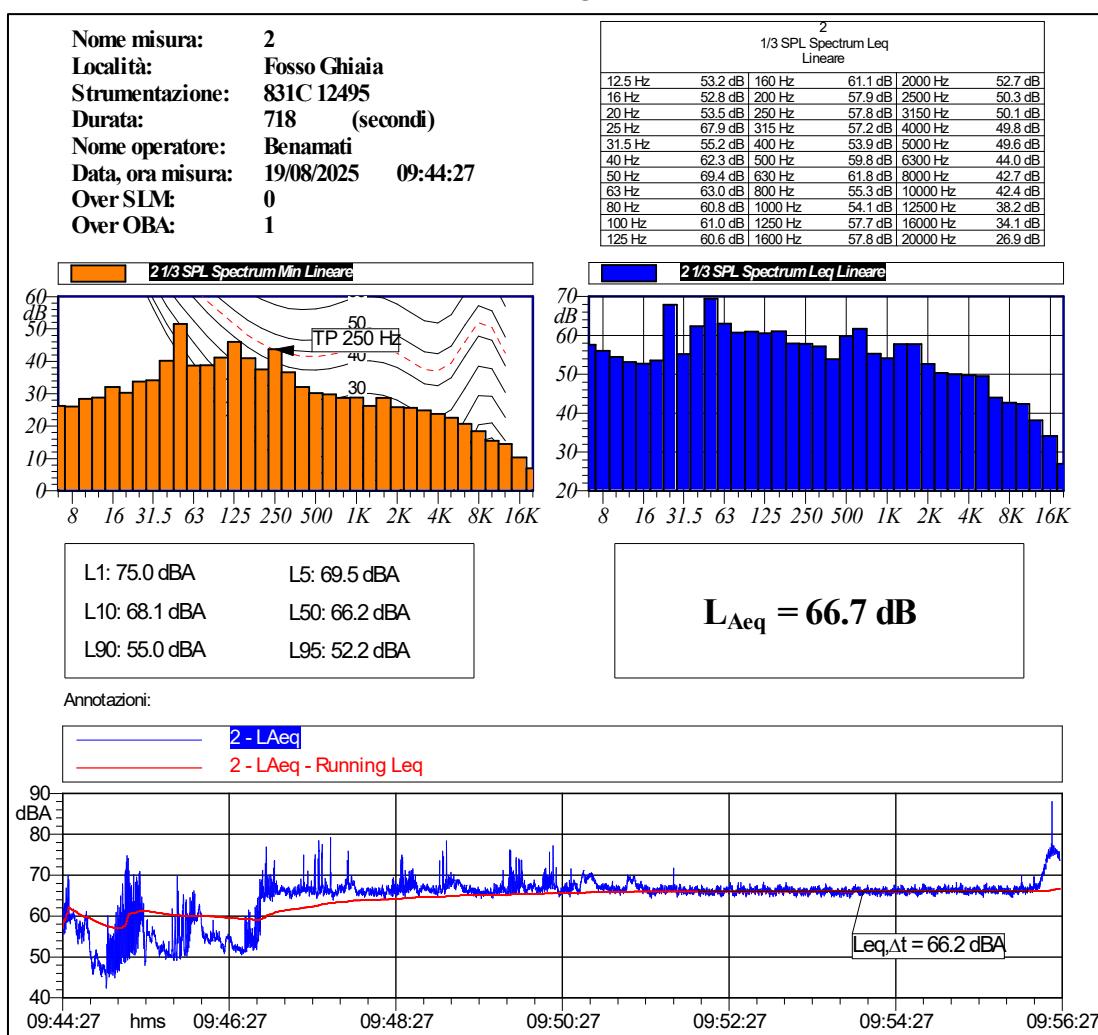 Nome misura: 2
Località: Fosso Ghiaia
Strumentazione: 831C 12495
Durata: 718 (secondi)
Nome operatore: Benamati
Data, ora misura: 19/08/2025 09:44:27
Over SLM: 0
Over OBA: 1
2
1/3 SPL Spectrum Leq
Lineare
12.5 Hz 53.2 dB 160 Hz 61.1 dB 2000 Hz 52.7 dB
16 Hz 52.8 dB 200 Hz 57.9 dB 2500 Hz 50.3 dB
20 Hz 53.5 dB 250 Hz 57.8 dB 3150 Hz 50.1 dB
25 Hz 67.9 dB 315 Hz 57.2 dB 4000 Hz 49.8 dB
31.5 Hz 55.2 dB 400 Hz 53.9 dB 5000 Hz 49.6 dB
40 Hz 62.3 dB 500 Hz 59.8 dB 6300 Hz 44.0 dB
50 Hz 69.4 dB 630 Hz 61.8 dB 8000 Hz 42.7 dB
63 Hz 63.0 dB 800 Hz 55.3 dB 10000 Hz 42.4 dB
80 Hz 60.8 dB 1000 Hz 54.1 dB 12500 Hz 38.2 dB
100 Hz 61.0 dB 1250 Hz 57.7 dB 16000 Hz 34.1 dB
125 Hz 60.6 dB 1600 Hz 57.8 dB 20000 Hz 26.9 dB
2 1/3 SPL Spectrum Min Lineare
60
dB
50
40
30
20
10
0
50
TP 250 Hz
40
30
8 16 31.5 63 125 250 500 1K 2K 4K 8K 16K
2 1/3 SPL Spectrum Leq Lineare
70
dB
60
50
40
30
20
8 16 31.5 63 125 250 500 1K 2K 4K 8K 16K
L1: 75.0 dBA L5: 69.5 dBA
L10: 68.1 dBA L50: 66.2 dBA
L90: 55.0 dBA L95: 52.2 dBA
LAeq = 66.7 dB
Annotazioni:
2 - LAeq
2 - LAeq - Running Leq
90
dBA
80
70
60
50
40
Leq,Δt = 66.2 dBA
09:44:27 hms 09:46:27 09:48:27 09:50:27 09:52:27 09:54:27 09:56:27